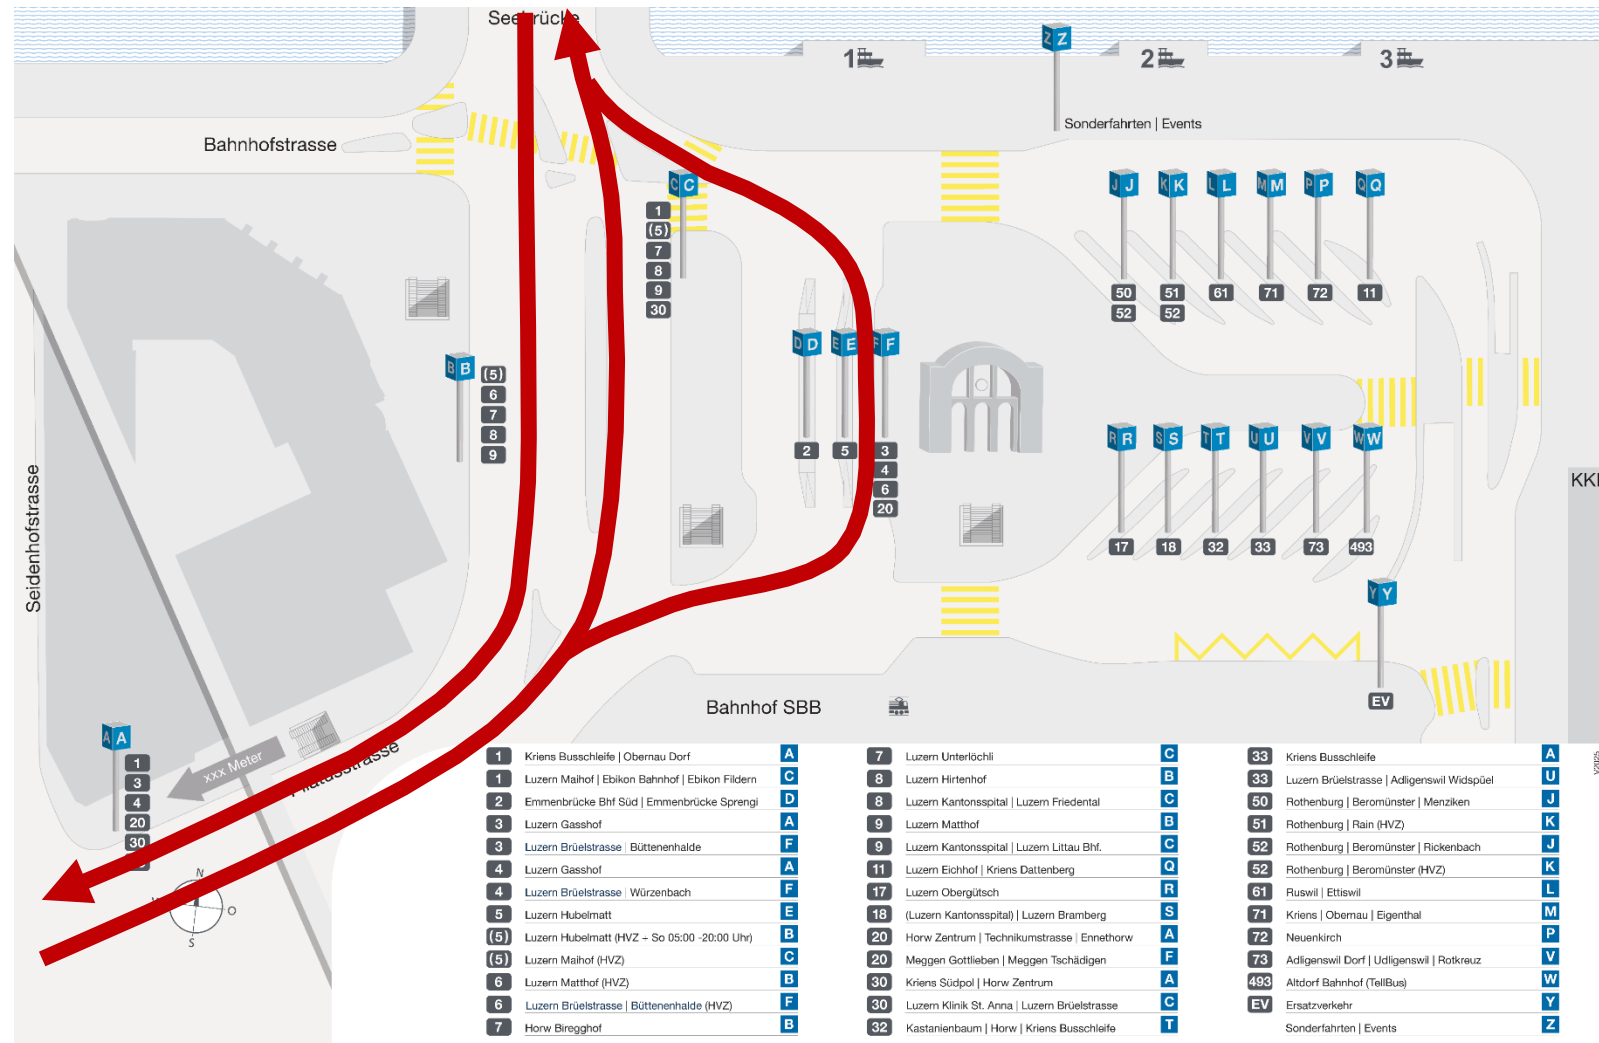 Seebrücke
1
2
3
Z Z
Sonderfahrten | Events
Bahnhofstrasse
C C
1
(5)
7
8
9
30
J J
K K
L L
M M
P P
Q Q
50
52
51
52
61
71
72
11
B B
(5)
6
7
8
9
D D
E E
F F
2
5
3
4
6
20
R R
S S
T T
U U
V V
W W
17
18
32
33
73
493
KKL
Seidenhofstrasse
Y Y
EV
Bahnhof SBB
A A
1
3
4
20
30
xxx Meter
Pilatusstrasse
N
O
S
V2025
1 Kriens Busschleife | Obernau Dorf A
1 Luzern Maihof | Ebikon Bahnhof | Ebikon Fildern C
2 Emmenbrücke Bhf Süd | Emmenbrücke Sprengi D
3 Luzern Gasshof A
3 Luzern Brüelstrasse | Büttenenhalde F
4 Luzern Gasshof A
4 Luzern Brüelstrasse | Würzenbach F
5 Luzern Hubelmatt E
(5) Luzern Hubelmatt (HVZ + So 05:00 -20:00 Uhr) B
(5) Luzern Maihof (HVZ) C
6 Luzern Matthof (HVZ) B
6 Luzern Brüelstrasse | Büttenenhalde (HVZ) F
7 Horw Biregghof B
7 Luzern Unterlöchli C
8 Luzern Hirtenhof B
8 Luzern Kantonsspital | Luzern Friedental C
9 Luzern Matthof B
9 Luzern Kantonsspital | Luzern Littau Bhf. C
11 Luzern Eichhof | Kriens Dattenberg Q
17 Luzern Obergütsch R
18 (Luzern Kantonsspital) | Luzern Bramberg S
20 Horw Zentrum | Technikumstrasse | Ennethorw A
20 Meggen Gottlieben | Meggen Tschädigen F
30 Kriens Südpol | Horw Zentrum A
30 Luzern Klinik St. Anna | Luzern Brüelstrasse C
32 Kastanienbaum | Horw | Kriens Busschleife T
33 Kriens Busschleife A
33 Luzern Brüelstrasse | Adligenswil Widspüel U
50 Rothenburg | Beromünster | Menziken J
51 Rothenburg | Rain (HVZ) K
52 Rothenburg | Beromünster | Rickenbach J
52 Rothenburg | Beromünster (HVZ) K
61 Ruswil | Ettiswil L
71 Kriens | Obernau | Eigenthal M
72 Neuenkirch P
73 Adligenswil Dorf | Udligenswil | Rotkreuz V
493 Altdorf Bahnhof (TellBus) W
EV Ersatzverkehr Y
Sonderfahrten | Events Z